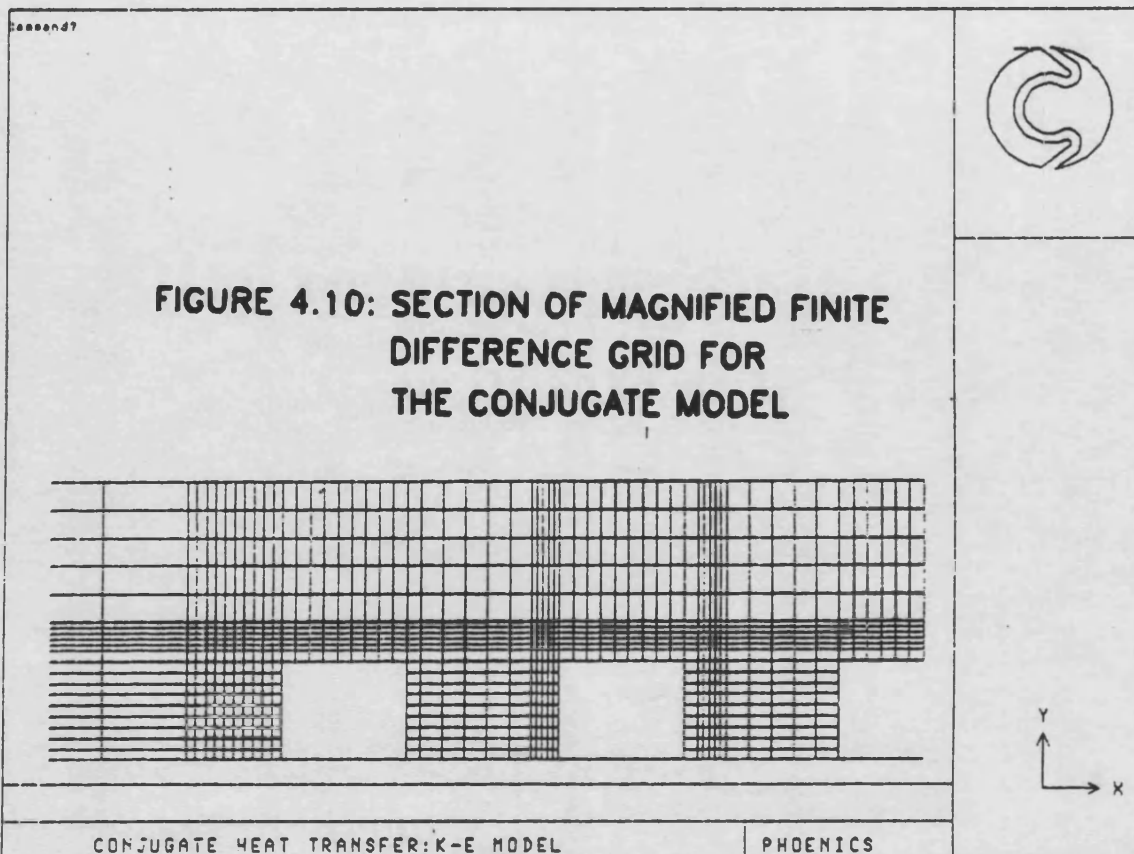 FIGURE 4.10: SECTION OF MAGNIFIED FINITE
DIFFERENCE GRID FOR
THE CONJUGATE MODEL
Y
X
CONJUGATE HEAT TRANSFER:K-E MODEL
PHOENICS